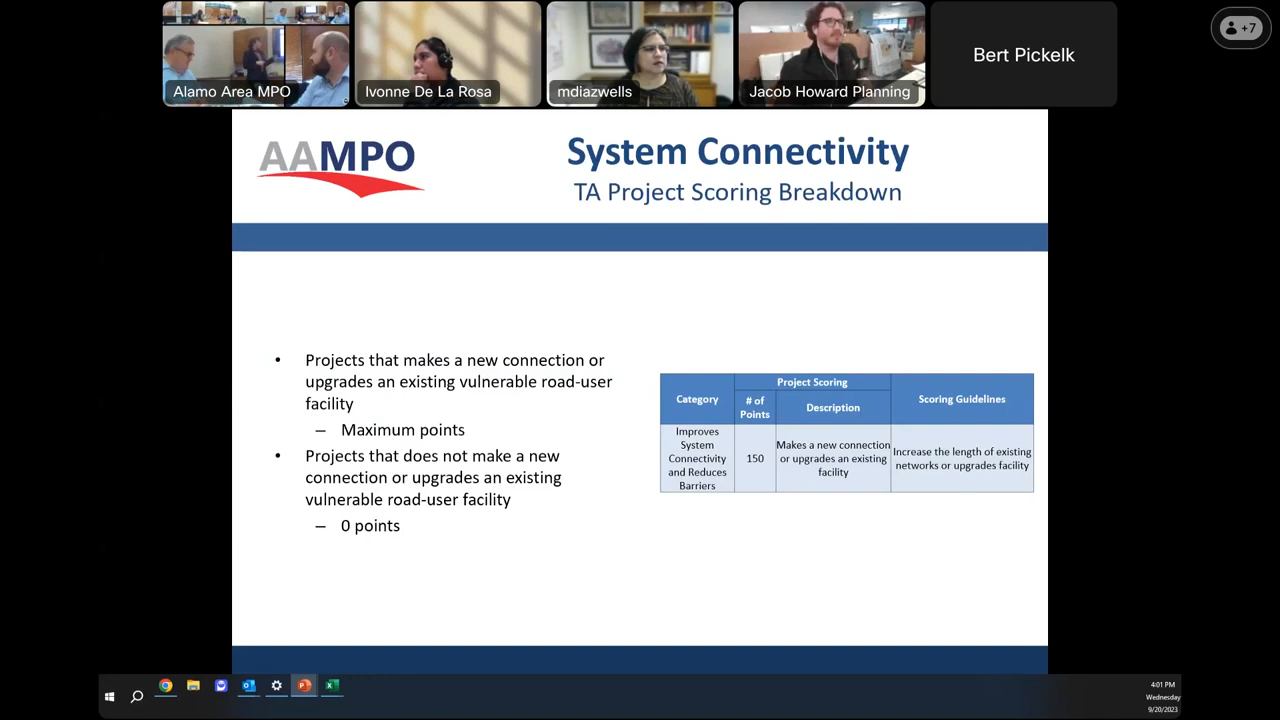 Alamo Area MPO
Ivonne De La Rosa
mdiazwells
Jacob Howard Planning
Bert Pickelk
+7
AAMPO
System Connectivity
TA Project Scoring Breakdown
• Projects that makes a new connection or
upgrades an existing vulnerable road-user
facility
– Maximum points
• Projects that does not make a new
connection or upgrades an existing
vulnerable road-user facility
– 0 points
Category
Project Scoring
# of
Points
Description
Scoring Guidelines
Improves
System
Connectivity
and Reduces
Barriers
150
Makes a new connection
or upgrades an existing
facility
Increase the length of existing
networks or upgrades facility
4:01 PM
Wednesday
9/20/2023